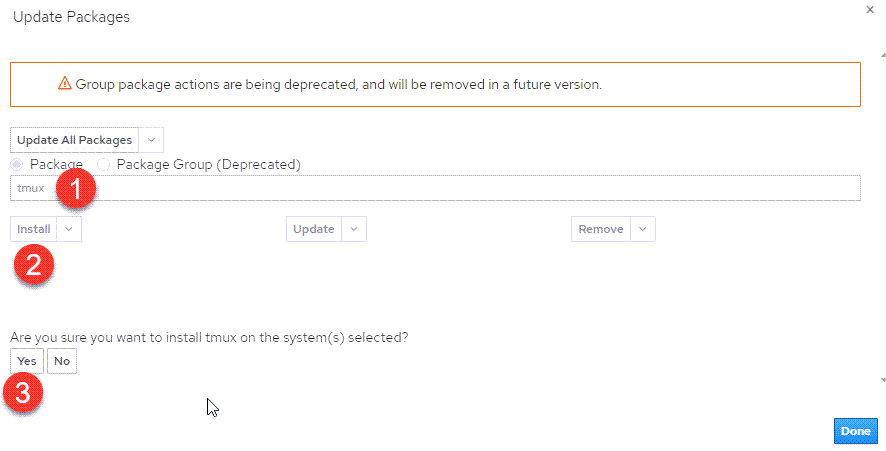 Update Packages
×
Group package actions are being deprecated, and will be removed in a future version.
Update All Packages
Package Package Group (Deprecated)
tmux 1
Install Update Remove
2
Are you sure you want to install tmux on the system(s) selected?
Yes No
3
Done